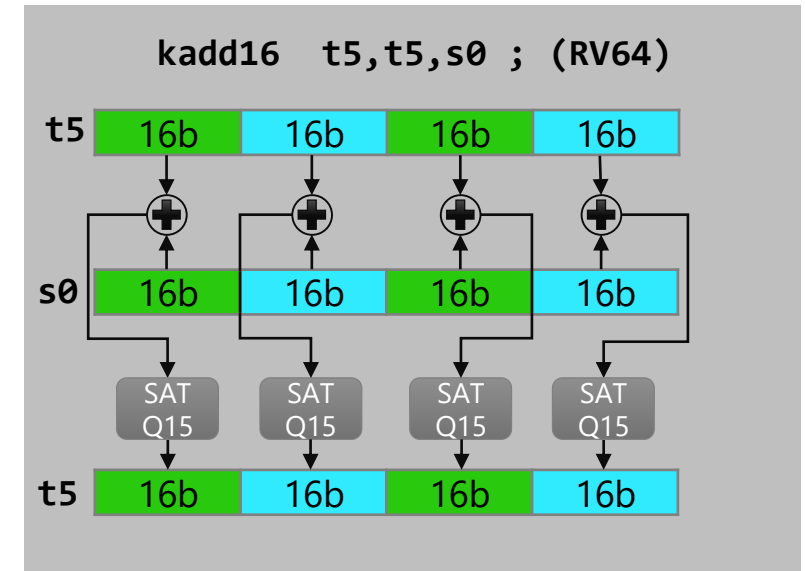 kadd16 t5,t5,s0 ; (RV64)
t5 16b 16b 16b 16b
s0 16b 16b 16b 16b
SAT SAT SAT SAT
Q15 Q15 Q15 Q15
t5 16b 16b 16b 16b